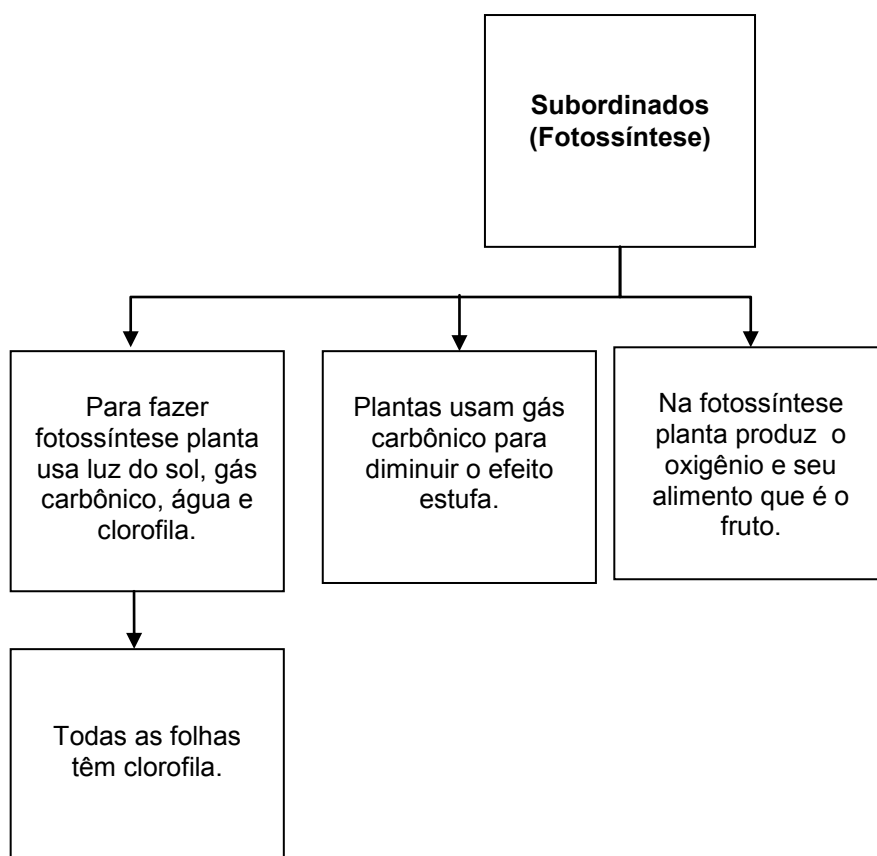 Subordinados
(Fotossíntese)
Para fazer
fotossíntese planta
usa luz do sol, gás
carbônico, água e
clorofila.
Plantas usam gás
carbônico para
diminuir o efeito
estufa.
Na fotossíntese
planta produz  o
oxigênio e seu
alimento que é o
fruto.
Todas as folhas
têm clorofila.